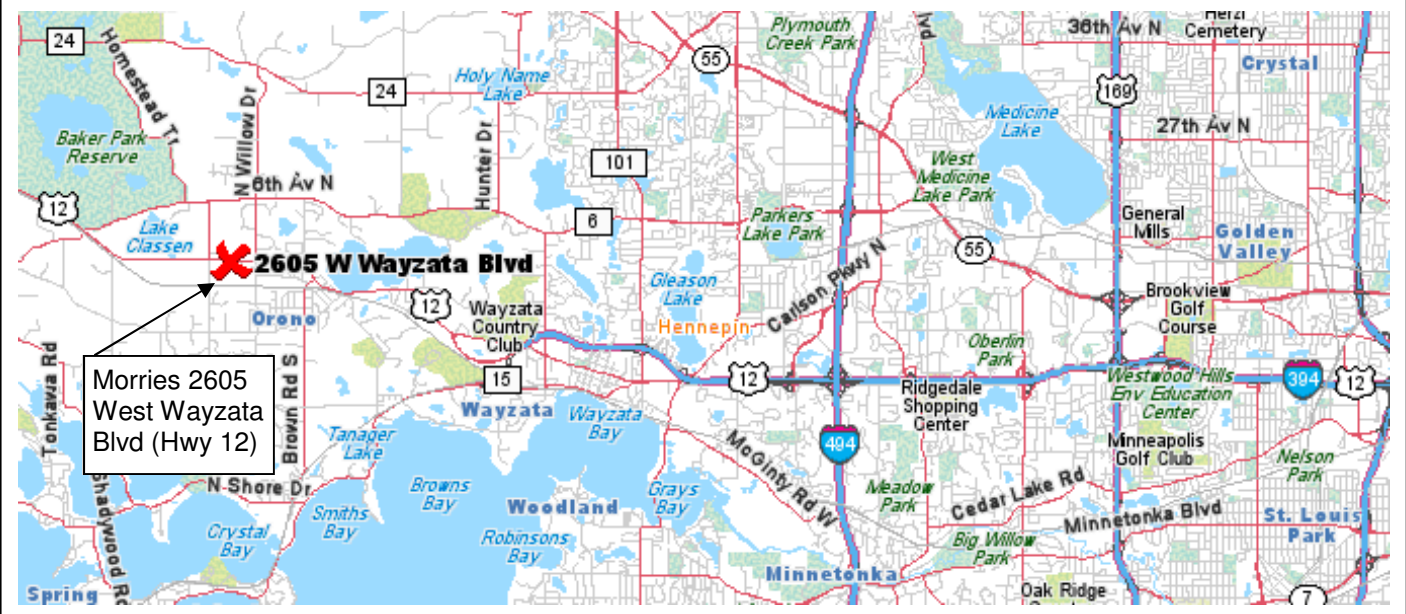 24
Homestead Tr
Baker Park
Reserve
12
N Willow Dr
24
Holy Name
Lake
Hunter Dr
6th Av N
101
6
Plymouth
Creek Park
55
36th Av N
Cemetery
Crystal
169
27th Av N
Medicine
Lake
West
Medicine
Lake Park
Parkers
Lake Park
General
Mills
Golden
Valley
55
Lake
Classen
2605 W Wayzata Blvd
Orono
12
Wayzata
Country
Club
15
Gleason
Lake
Hennepin
Carlson Pkwy N
Oberlin
Park
Brookview
Golf
Course
12
Ridgedale
Shopping
Center
Westwood Hills
Env Education
Center
394
12
Morries 2605
West Wayzata
Blvd (Hwy 12)
Tonkawa Rd
Brown Rd S
Wayzata
Wayzata
Bay
Tanager
Lake
494
McGinty Rd W
Minneapolis
Golf Club
Nelson
Park
N Shore Dr
Shadywood Rd
Browns
Bay
Smiths
Bay
Crystal
Bay
Woodland
Grays
Bay
Robinsons
Bay
Meadow
Park
Cedar Lake Rd
Minnetonka Blvd
St. Louis
Park
Big Willow
Park
Minnetonka
Oak Ridge
7
Spring